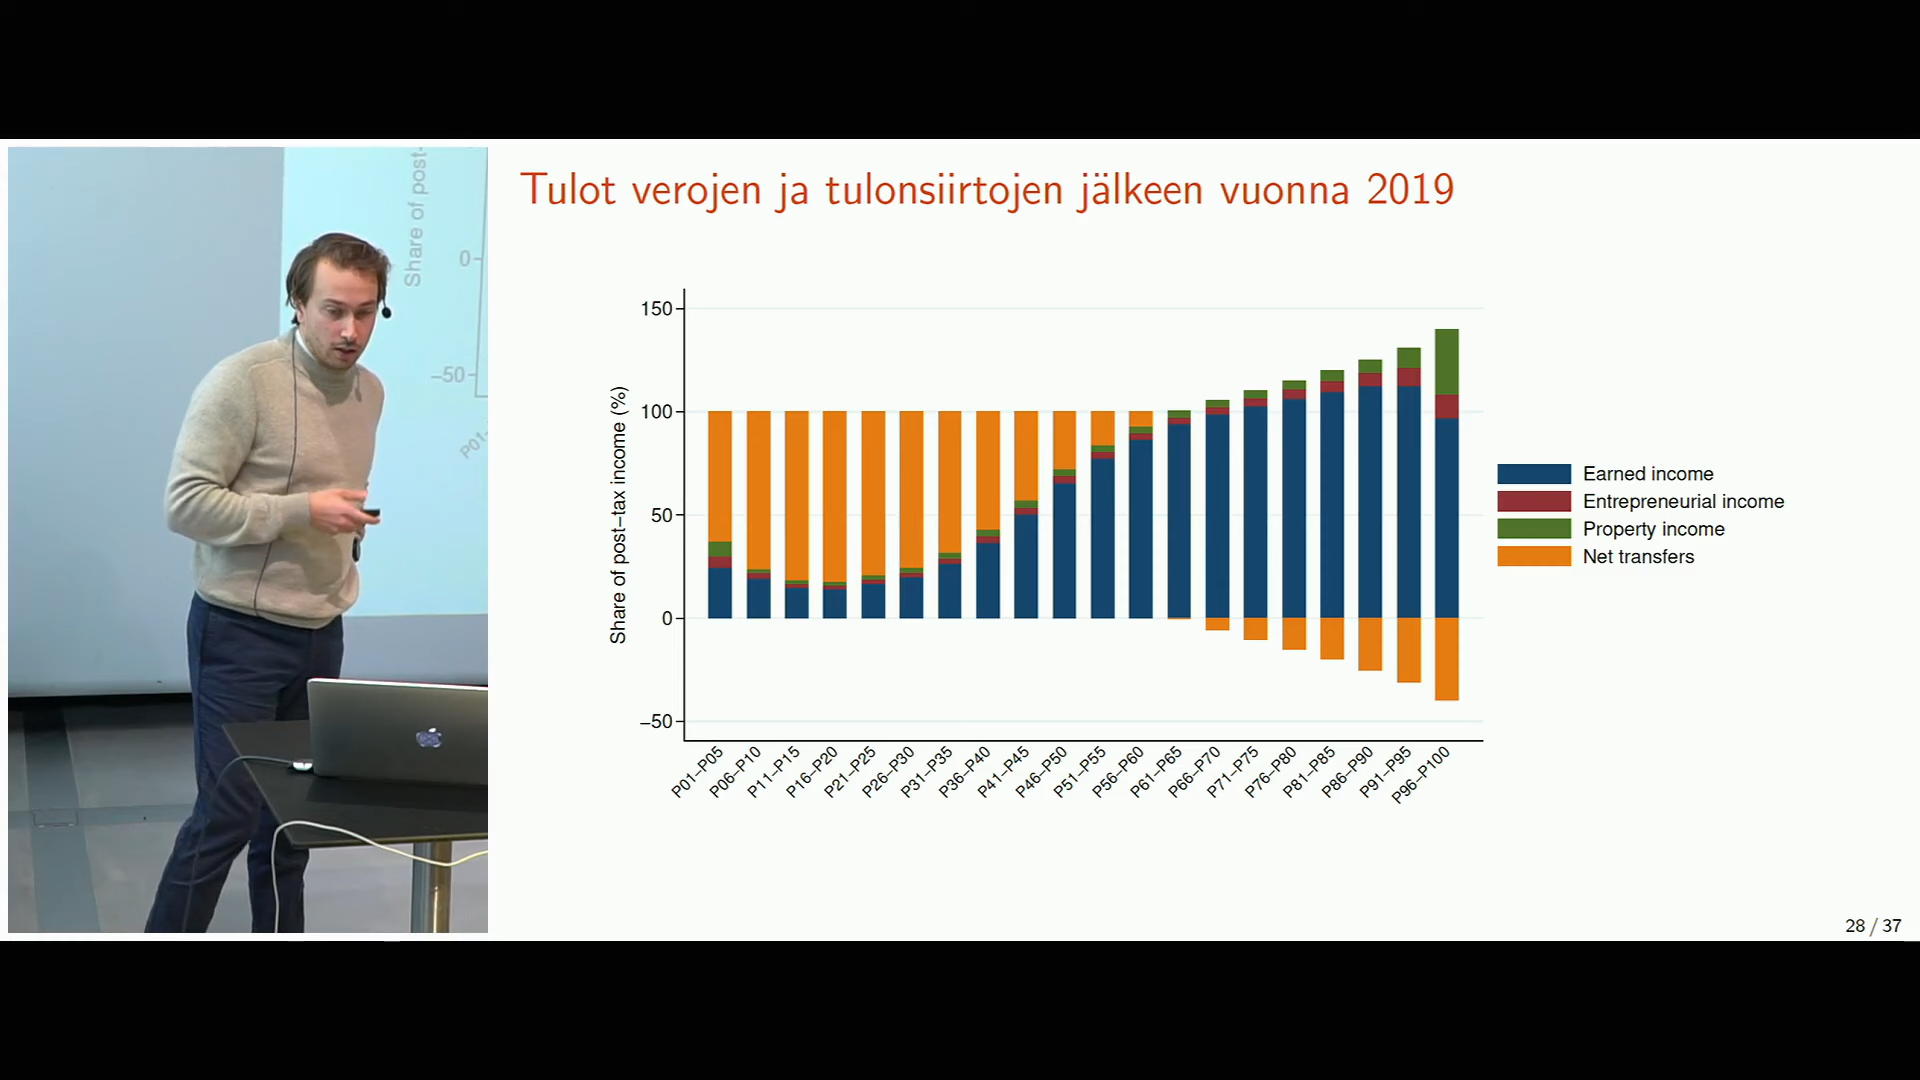 Share of post-
0
–50
P01-
Tulot verojen ja tulonsiirtojen jälkeen vuonna 2019
Share of post–tax income (%)
150
100
50
0
–50
P01–P05
P06–P10
P11–P15
P16–P20
P21–P25
P26–P30
P31–P35
P36–P40
P41–P45
P46–P50
P51–P55
P56–P60
P61–P65
P66–P70
P71–P75
P76–P80
P81–P85
P86–P90
P91–P95
P96–P100
Earned income
Entrepreneurial income
Property income
Net transfers
28 / 37